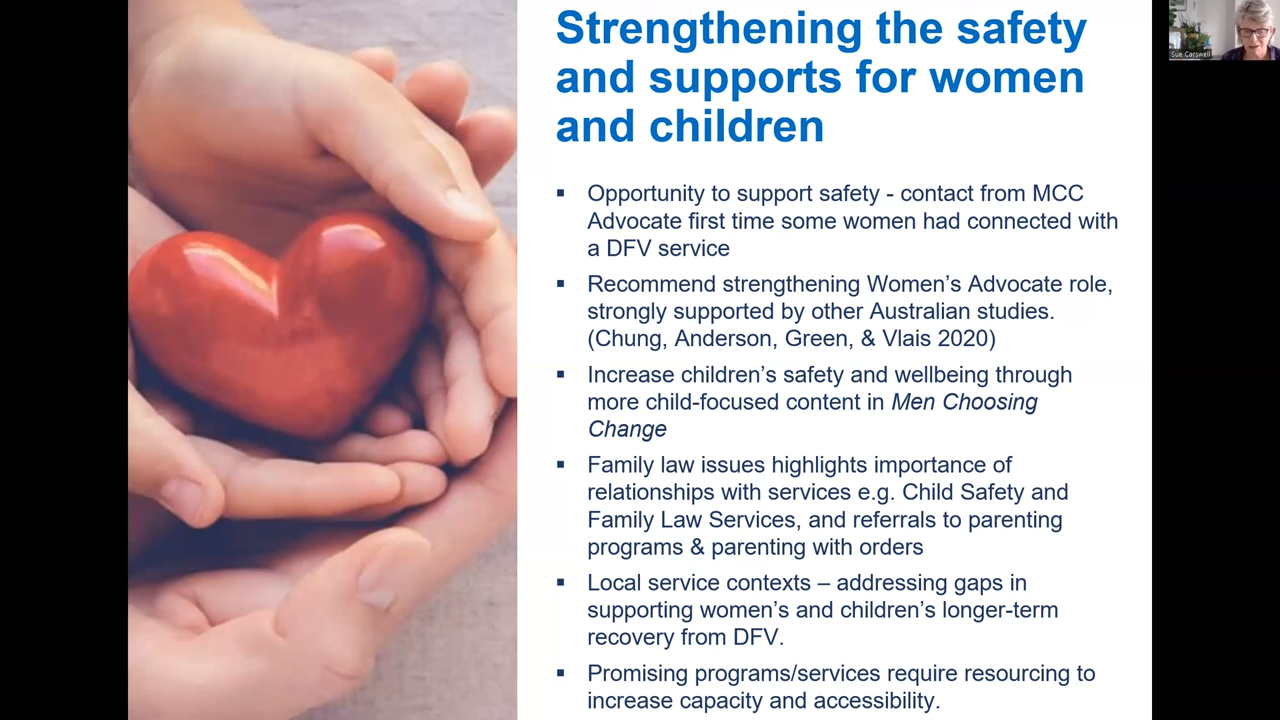 Strengthening the safety
and supports for women
and children
▪ Opportunity to support safety - contact from MCC
Advocate first time some women had connected with
a DFV service
▪ Recommend strengthening Women’s Advocate role,
strongly supported by other Australian studies.
(Chung, Anderson, Green, & Vlais 2020)
▪ Increase children’s safety and wellbeing through
more child-focused content in Men Choosing
Change
▪ Family law issues highlights importance of
relationships with services e.g. Child Safety and
Family Law Services, and referrals to parenting
programs & parenting with orders
▪ Local service contexts – addressing gaps in
supporting women’s and children’s longer-term
recovery from DFV.
▪ Promising programs/services require resourcing to
increase capacity and accessibility.
Sue Carswell